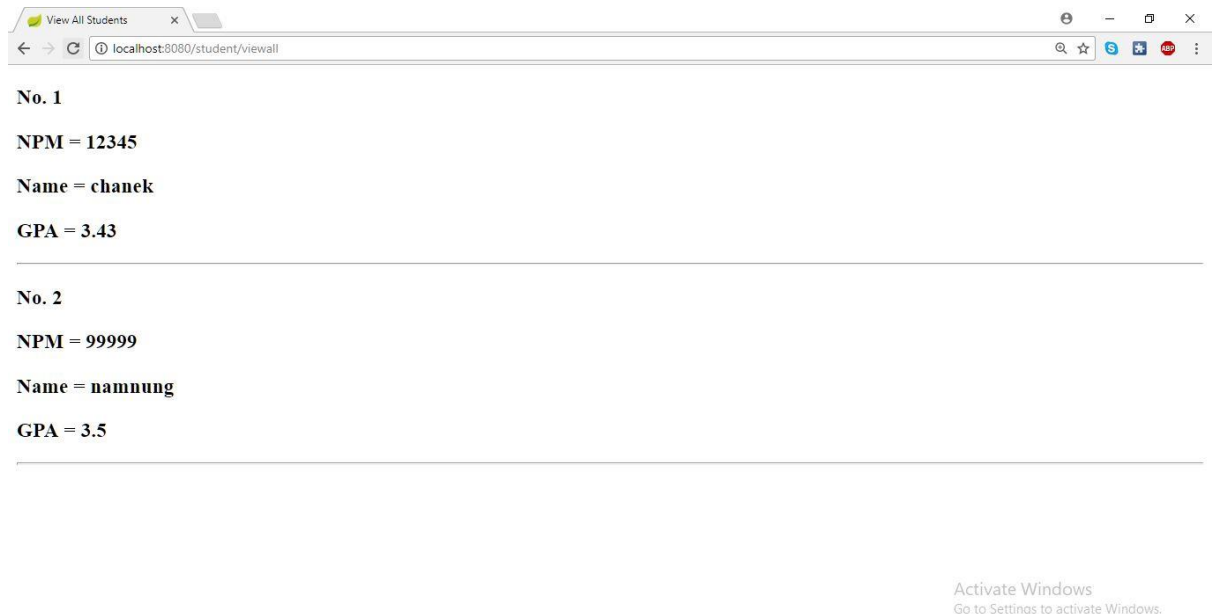 View All Students
localhost:8080/student/viewall
ABP
No. 1
NPM = 12345
Name = chanek
GPA = 3.43
No. 2
NPM = 99999
Name = namnung
GPA = 3.5
Activate Windows
Go to Settings to activate Windows.